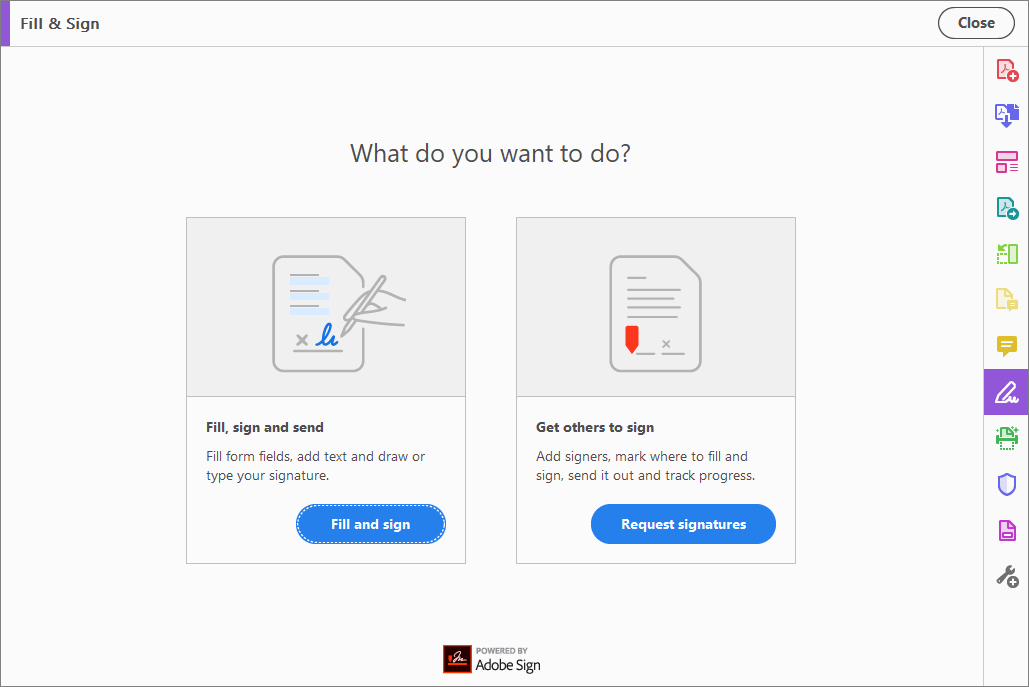 Fill & Sign
Close
What do you want to do?
Fill, sign and send
Fill form fields, add text and draw or
type your signature.
Fill and sign
Get others to sign
Add signers, mark where to fill and
sign, send it out and track progress.
Request signatures
POWERED BY
Adobe Sign